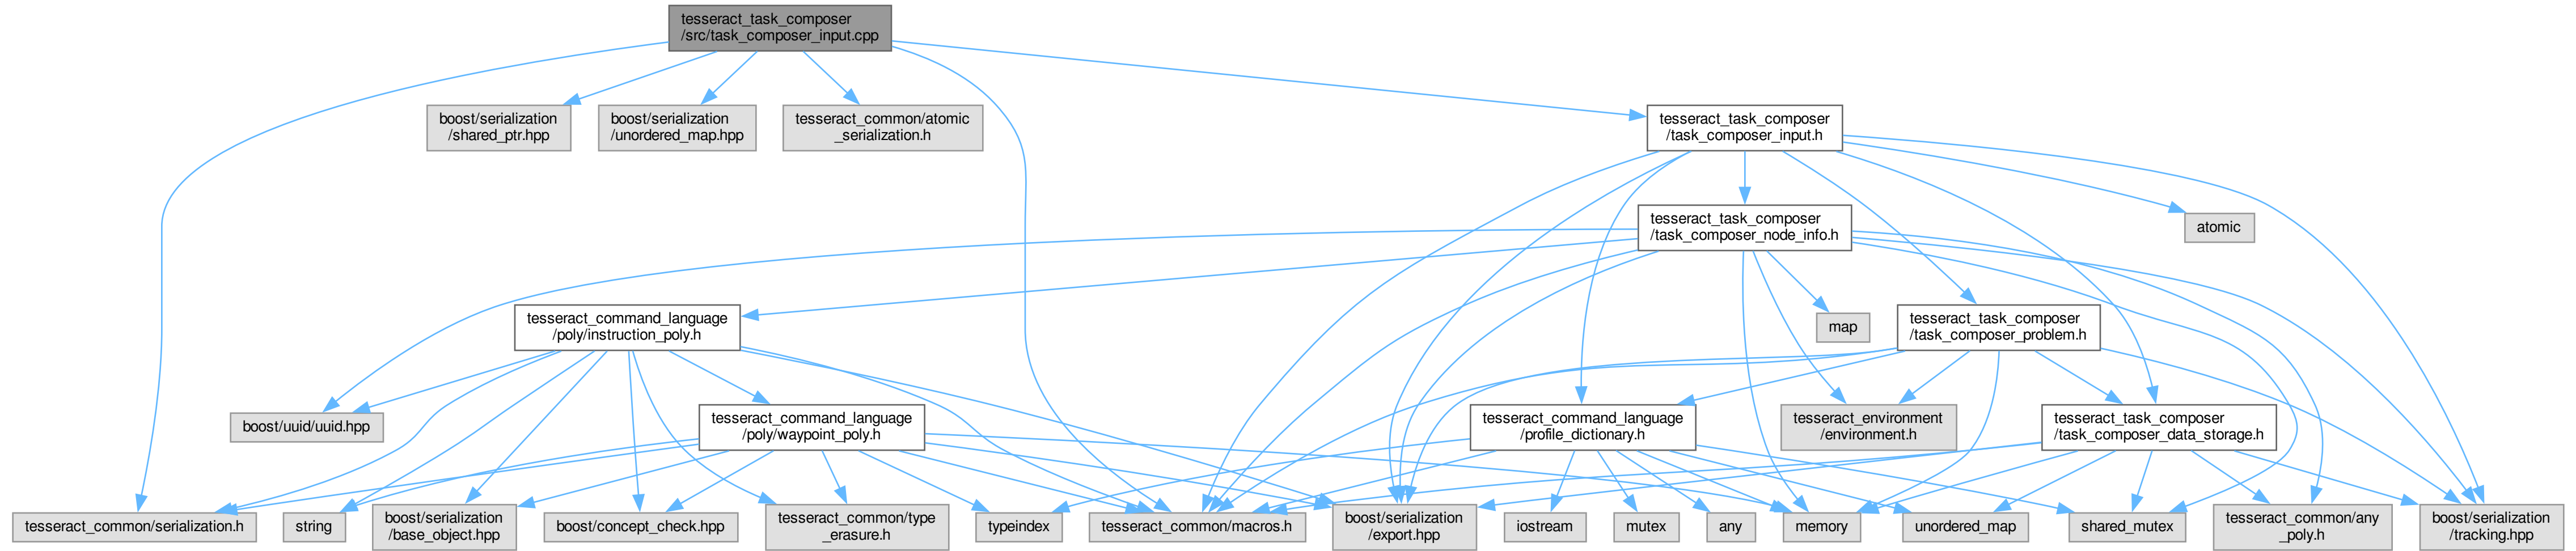 tesseract_task_composer
/src/task_composer_input.cpp
boost/serialization
/shared_ptr.hpp
boost/serialization
/unordered_map.hpp
tesseract_common/atomic
_serialization.h
tesseract_task_composer
/task_composer_input.h
tesseract_task_composer
/task_composer_node_info.h
atomic
tesseract_command_language
/poly/instruction_poly.h
map
tesseract_task_composer
/task_composer_problem.h
boost/uuid/uuid.hpp
tesseract_command_language
/poly/waypoint_poly.h
tesseract_command_language
/profile_dictionary.h
tesseract_environment
/environment.h
tesseract_task_composer
/task_composer_data_storage.h
tesseract_common/serialization.h
string
boost/serialization
/base_object.hpp
boost/concept_check.hpp
tesseract_common/type
_erasure.h
typeindex
tesseract_common/macros.h
boost/serialization
/export.hpp
iostream
mutex
any
memory
unordered_map
shared_mutex
tesseract_common/any
_poly.h
boost/serialization
/tracking.hpp